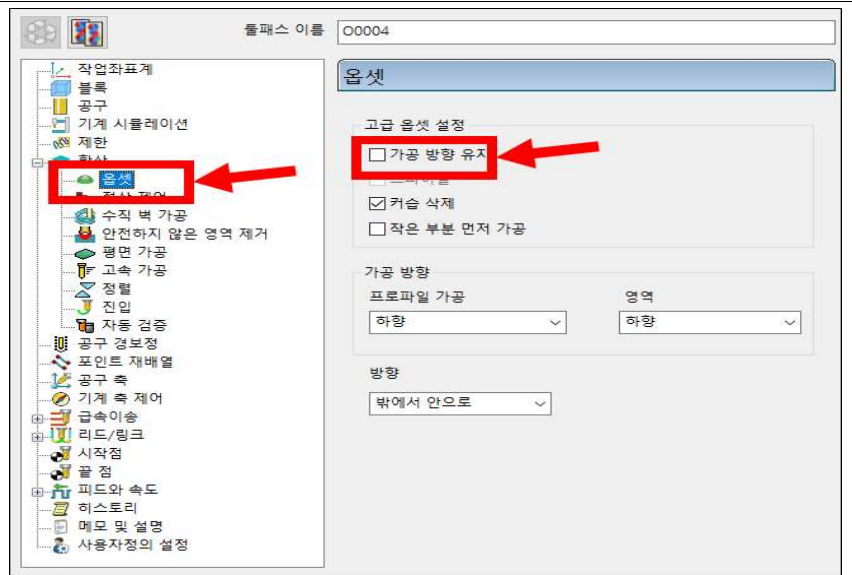 툴패스 이름
O0004
작업좌표계
블록
공구
기계 시뮬레이션
제한
황삭
옵셋
수직 벽 가공
안전하지 않은 영역 제거
평면 가공
고속 가공
정렬
진입
자동 검증
공구 경보정
포인트 재배열
공구 축
기계 축 제어
급속이송
리드/링크
시작점
끝 점
피드와 속도
히스토리
메모 및 설명
사용자정의 설정
옵셋
고급 옵셋 설정
가공 방향 유지
커습 삭제
작은 부분 먼저 가공
가공 방향
프로파일 가공
영역
하향
하향
방향
밖에서 안으로